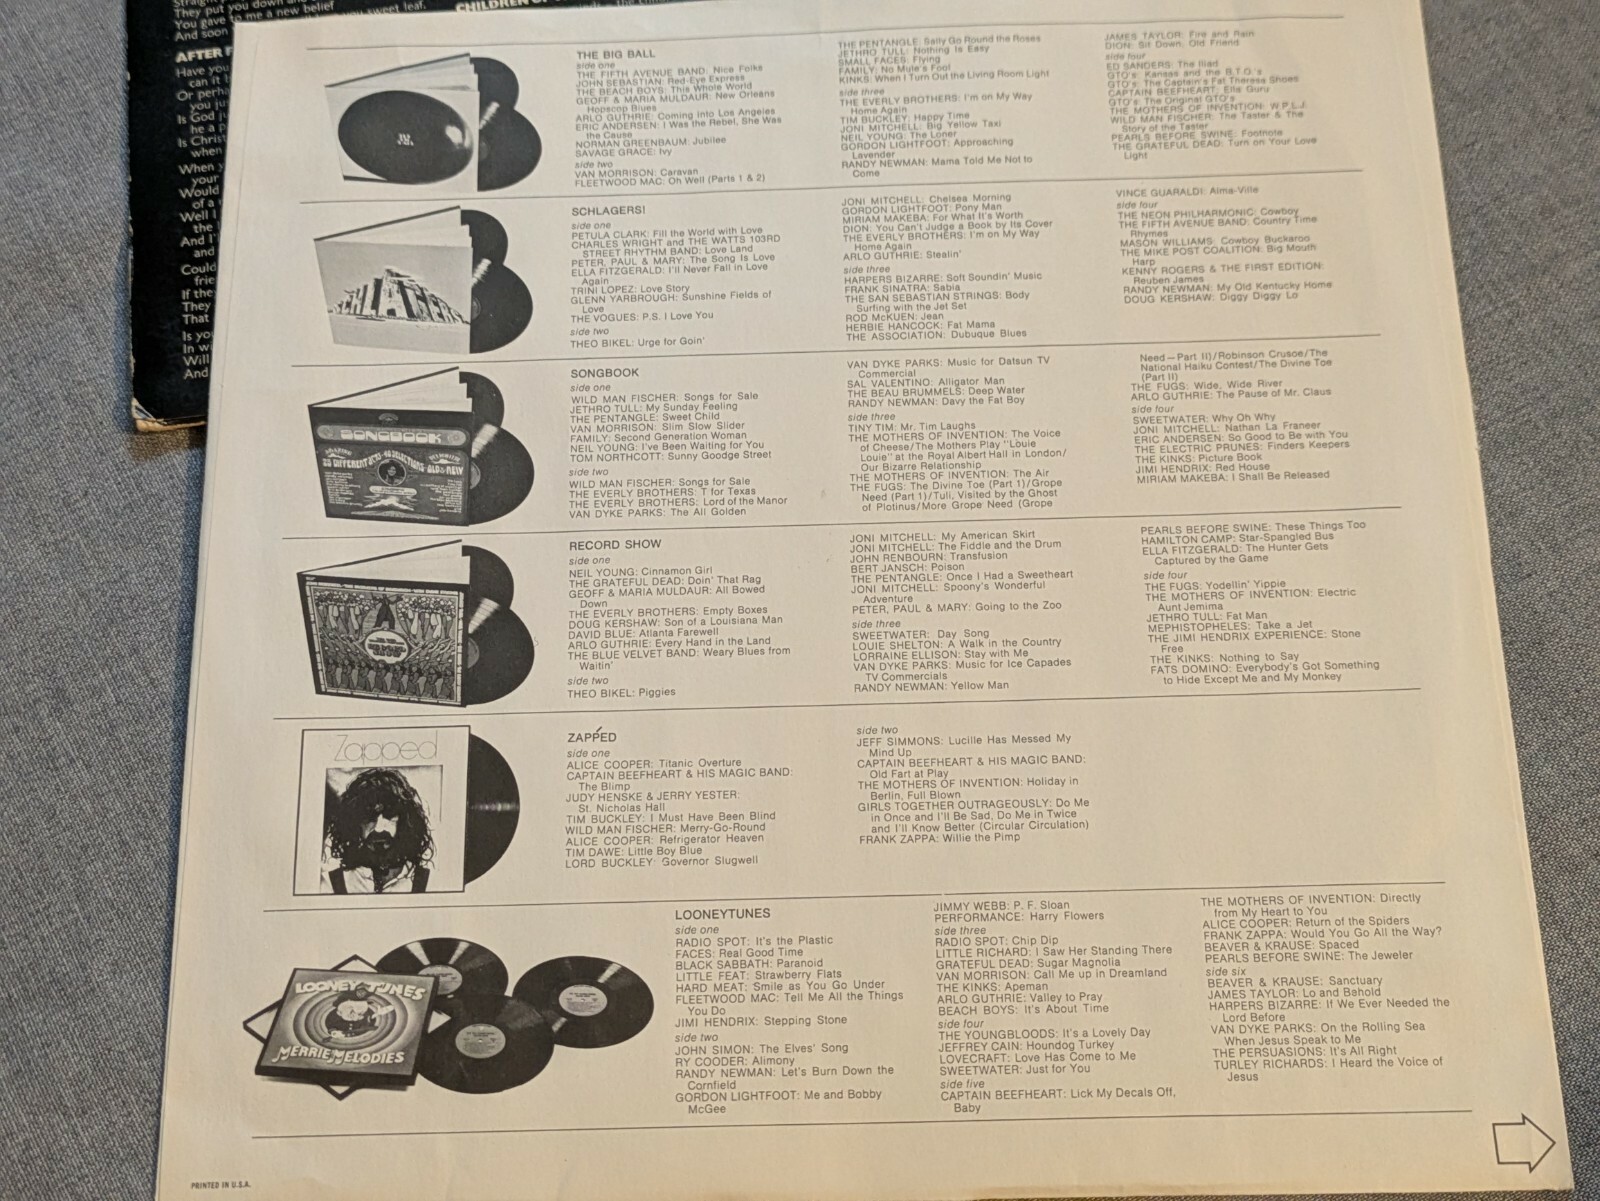 Straight
They put you down
You gave to me a new belief
And soon
sweet leaf.
CHILDREN OF
AFTER F
Have you
can it b
Or perha
you ju
Is God j
he a p
Is Christ
when
When y
your
Would
of a
Well I
the
And I'
and
Could
frie
If the
They
That
Is yo
In w
Will
And
THE BIG BALL
side one
THE FIFTH AVENUE BAND: Nice Folks
JOHN SEBASTIAN: Red-Eye Express
THE BEACH BOYS: This Whole World
GEOFF & MARIA MULDAUR: New Orleans
Hopscop Blues
ARLO GUTHRIE: Coming Into Los Angeles
ERIC ANDERSEN: I Was the Rebel, She Was
the Cause
NORMAN GREENBAUM: Jubilee
SAVAGE GRACE: Ivy
side two
VAN MORRISON: Caravan
FLEETWOOD MAC: Oh Well (Parts 1 & 2)
THE PENTANGLE: Sally Go Round the Roses
JETHRO TULL: Nothing Is Easy
SMALL FACES: Flying
FAMILY: No Mule's Fool
KINKS: When I Turn Out the Living Room Light
side three
THE EVERLY BROTHERS: I'm on My Way
Home Again
TIM BUCKLEY: Happy Time
JONI MITCHELL: Big Yellow Taxi
NEIL YOUNG: The Loner
GORDON LIGHTFOOT: Approaching
Lavender
RANDY NEWMAN: Mama Told Me Not to
Come
JAMES TAYLOR: Fire and Rain
DION: Sit Down, Old Friend
side four
ED SANDERS: The Iliad
GTO's: Kansas and the B.T.O.'s
GTO's: The Captain's Fat Theresa Shoes
CAPTAIN BEEFHEART: Ella Guru
GTO's: The Original GTO's
THE MOTHERS OF INVENTION: W.P.L.J.
WILD MAN FISCHER: The Taster & The
Story of the Taster
PEARLS BEFORE SWINE: Footnote
THE GRATEFUL DEAD: Turn on Your Love
Light
SCHLAGERS!
side one
PETULA CLARK: Fill the World with Love
CHARLES WRIGHT and THE WATTS 103RD
STREET RHYTHM BAND: Love Land
PETER, PAUL & MARY: The Song Is Love
ELLA FITZGERALD: I'll Never Fall in Love
Again
TRINI LOPEZ: Love Story
GLENN YARBROUGH: Sunshine Fields of
Love
THE VOGUES: P.S. I Love You
side two
THEO BIKEL: Urge for Goin'
JONI MITCHELL: Chelsea Morning
GORDON LIGHTFOOT: Pony Man
MIRIAM MAKEBA: For What It's Worth
DION: You Can't Judge a Book by Its Cover
THE EVERLY BROTHERS: I'm on My Way
Home Again
ARLO GUTHRIE: Stealin'
side three
HARPERS BIZARRE: Soft Soundin' Music
FRANK SINATRA: Sabia
THE SAN SEBASTIAN STRINGS: Body
Surfing with the Jet Set
ROD McKUEN: Jean
HERBIE HANCOCK: Fat Mama
THE ASSOCIATION: Dubuque Blues
VINCE GUARALDI: Alma-Ville
side four
THE NEON PHILHARMONIC: Cowboy
THE FIFTH AVENUE BAND: Country Time
Rhymes
MASON WILLIAMS: Cowboy Buckaroo
THE MIKE POST COALITION: Big Mouth
Harp
KENNY ROGERS & THE FIRST EDITION:
Reuben James
RANDY NEWMAN: My Old Kentucky Home
DOUG KERSHAW: Diggy Diggy Lo
SONGBOOK
SONGBOOK
side one
WILD MAN FISCHER: Songs for Sale
JETHRO TULL: My Sunday Feeling
THE PENTANGLE: Sweet Child
VAN MORRISON: Slim Slow Slider
FAMILY: Second Generation Woman
NEIL YOUNG: I've Been Waiting for You
TOM NORTHCOTT: Sunny Goodge Street
side two
WILD MAN FISCHER: Songs for Sale
THE EVERLY BROTHERS: T for Texas
THE EVERLY BROTHERS: Lord of the Manor
VAN DYKE PARKS: The All Golden
VAN DYKE PARKS: Music for Datsun TV
Commercial
SAL VALENTINO: Alligator Man
THE BEAU BRUMMELS: Deep Water
RANDY NEWMAN: Davy the Fat Boy
side three
TINY TIM: Mr. Tim Laughs
THE MOTHERS OF INVENTION: The Voice
of Cheese/The Mothers Play "Louie
Louie" at the Royal Albert Hall in London/
Our Bizarre Relationship
THE MOTHERS OF INVENTION: The Air
THE FUGS: The Divine Toe (Part 1)/Grope
Need (Part 1)/Tuli, Visited by the Ghost
of Plotinus/More Grope Need (Grope
Need—Part II)/Robinson Crusoe/The
National Haiku Contest/The Divine Toe
(Part II)
THE FUGS: Wide, Wide River
ARLO GUTHRIE: The Pause of Mr. Claus
side four
SWEETWATER: Why Oh Why
JONI MITCHELL: Nathan La Franeer
ERIC ANDERSEN: So Good to Be with You
THE ELECTRIC PRUNES: Finders Keepers
THE KINKS: Picture Book
JIMI HENDRIX: Red House
MIRIAM MAKEBA: I Shall Be Released
RECORD SHOW
side one
NEIL YOUNG: Cinnamon Girl
THE GRATEFUL DEAD: Doin' That Rag
GEOFF & MARIA MULDAUR: All Bowed
Down
THE EVERLY BROTHERS: Empty Boxes
DOUG KERSHAW: Son of a Louisiana Man
DAVID BLUE: Atlanta Farewell
ARLO GUTHRIE: Every Hand in the Land
THE BLUE VELVET BAND: Weary Blues from
Waitin'
side two
THEO BIKEL: Piggies
JONI MITCHELL: My American Skirt
JONI MITCHELL: The Fiddle and the Drum
JOHN RENBOURN: Transfusion
BERT JANSCH: Poison
THE PENTANGLE: Once I Had a Sweetheart
JONI MITCHELL: Spoony's Wonderful
Adventure
PETER, PAUL & MARY: Going to the Zoo
side three
SWEETWATER: Day Song
LOUIE SHELTON: A Walk in the Country
LORRAINE ELLISON: Stay with Me
VAN DYKE PARKS: Music for Ice Capades
TV Commercials
RANDY NEWMAN: Yellow Man
PEARLS BEFORE SWINE: These Things Too
HAMILTON CAMP: Star-Spangled Bus
ELLA FITZGERALD: The Hunter Gets
Captured by the Game
side four
THE FUGS: Yodellin' Yippie
THE MOTHERS OF INVENTION: Electric
Aunt Jemima
JETHRO TULL: Fat Man
MEPHISTOPHELES: Take a Jet
THE JIMI HENDRIX EXPERIENCE: Stone
Free
THE KINKS: Nothing to Say
FATS DOMINO: Everybody's Got Something
to Hide Except Me and My Monkey
Zapped
ZAPPED
side one
ALICE COOPER: Titanic Overture
CAPTAIN BEEFHEART & HIS MAGIC BAND:
The Blimp
JUDY HENSKE & JERRY YESTER:
St. Nicholas Hall
TIM BUCKLEY: I Must Have Been Blind
WILD MAN FISCHER: Merry-Go-Round
ALICE COOPER: Refrigerator Heaven
TIM DAWE: Little Boy Blue
LORD BUCKLEY: Governor Slugwell
side two
JEFF SIMMONS: Lucille Has Messed My
Mind Up
CAPTAIN BEEFHEART & HIS MAGIC BAND:
Old Fart at Play
THE MOTHERS OF INVENTION: Holiday in
Berlin, Full Blown
GIRLS TOGETHER OUTRAGEOUSLY: Do Me
in Once and I'll Be Sad, Do Me in Twice
and I'll Know Better (Circular Circulation)
FRANK ZAPPA: Willie the Pimp
LOONEY TUNES
MERRIE MELODIES
LOONEYTUNES
side one
RADIO SPOT: It's the Plastic
FACES: Real Good Time
BLACK SABBATH: Paranoid
LITTLE FEAT: Strawberry Flats
HARD MEAT: Smile as You Go Under
FLEETWOOD MAC: Tell Me All the Things
You Do
JIMI HENDRIX: Stepping Stone
side two
JOHN SIMON: The Elves' Song
RY COODER: Alimony
RANDY NEWMAN: Let's Burn Down the
Cornfield
GORDON LIGHTFOOT: Me and Bobby
McGee
JIMMY WEBB: P. F. Sloan
PERFORMANCE: Harry Flowers
side three
RADIO SPOT: Chip Dip
LITTLE RICHARD: I Saw Her Standing There
GRATEFUL DEAD: Sugar Magnolia
VAN MORRISON: Call Me up in Dreamland
THE KINKS: Apeman
ARLO GUTHRIE: Valley to Pray
BEACH BOYS: It's About Time
side four
THE YOUNGBLOODS: It's a Lovely Day
JEFFREY CAIN: Houndog Turkey
LOVECRAFT: Love Has Come to Me
SWEETWATER: Just for You
side five
CAPTAIN BEEFHEART: Lick My Decals Off,
Baby
THE MOTHERS OF INVENTION: Directly
from My Heart to You
ALICE COOPER: Return of the Spiders
FRANK ZAPPA: Would You Go All the Way?
BEAVER & KRAUSE: Spaced
PEARLS BEFORE SWINE: The Jeweler
side six
BEAVER & KRAUSE: Sanctuary
JAMES TAYLOR: Lo and Behold
HARPERS BIZARRE: If We Ever Needed the
Lord Before
VAN DYKE PARKS: On the Rolling Sea
When Jesus Speak to Me
THE PERSUASIONS: It's All Right
TURLEY RICHARDS: I Heard the Voice of
Jesus
PRINTED IN U.S.A.